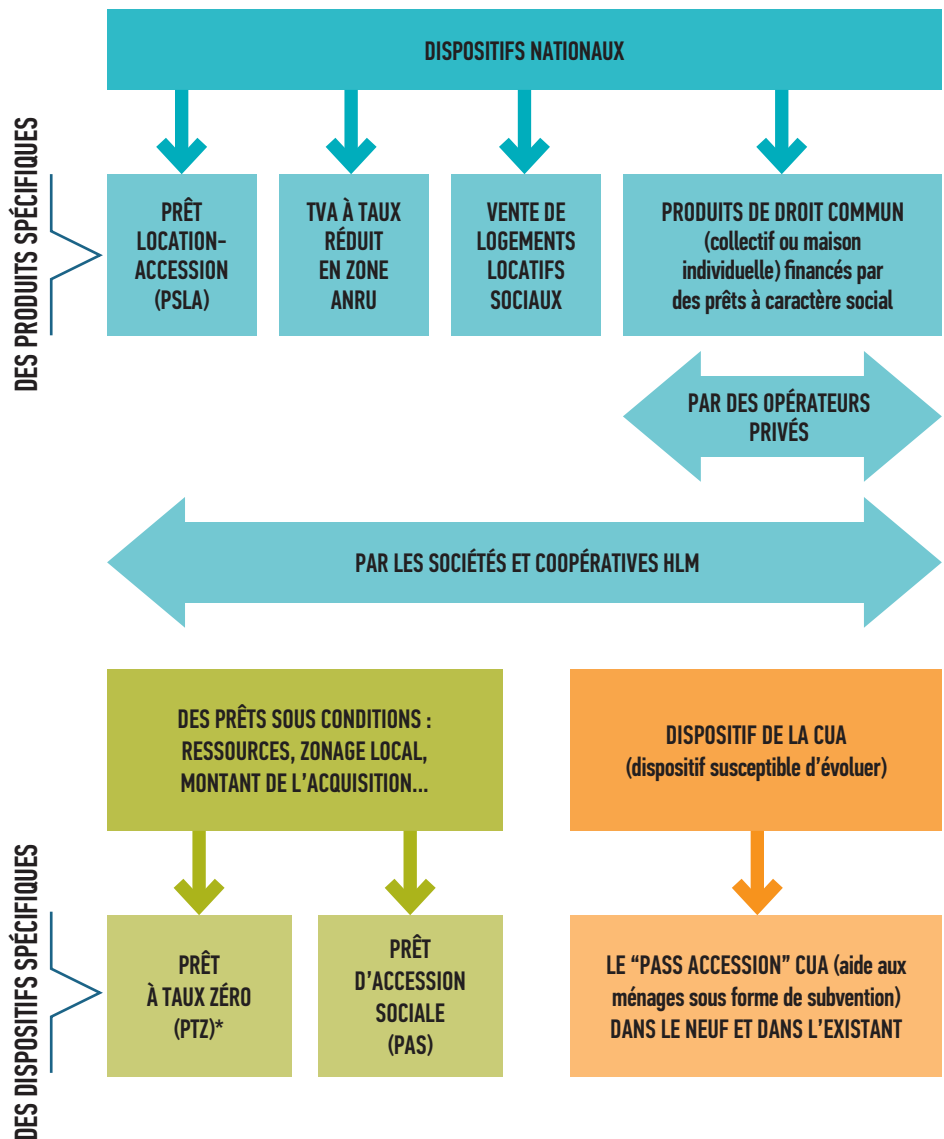 DISPOSITIFS NATIONAUX
DES PRODUITS SPÉCIFIQUES
PRÊT
LOCATION-
ACCESSION
(PSLA)
TVA À TAUX
RÉDUIT
EN ZONE
ANRU
VENTE DE
LOGEMENTS
LOCATIFS
SOCIAUX
PRODUITS DE DROIT COMMUN
(collectif ou maison
individuelle) financés par
des prêts à caractère social
PAR DES OPÉRATEURS
PRIVÉS
PAR LES SOCIÉTÉS ET COOPÉRATIVES HLM
DES PRÊTS SOUS CONDITIONS :
RESSOURCES, ZONAGE LOCAL,
MONTANT DE L'ACQUISITION...
DISPOSITIF DE LA CUA
(dispositif susceptible d'évoluer)
DES DISPOSITIFS SPÉCIFIQUES
PRÊT
À TAUX ZÉRO
(PTZ)*
PRÊT
D'ACCESSION
SOCIALE
(PAS)
LE “PASS ACCESSION” CUA (aide aux
ménages sous forme de subvention)
DANS LE NEUF ET DANS L'EXISTANT